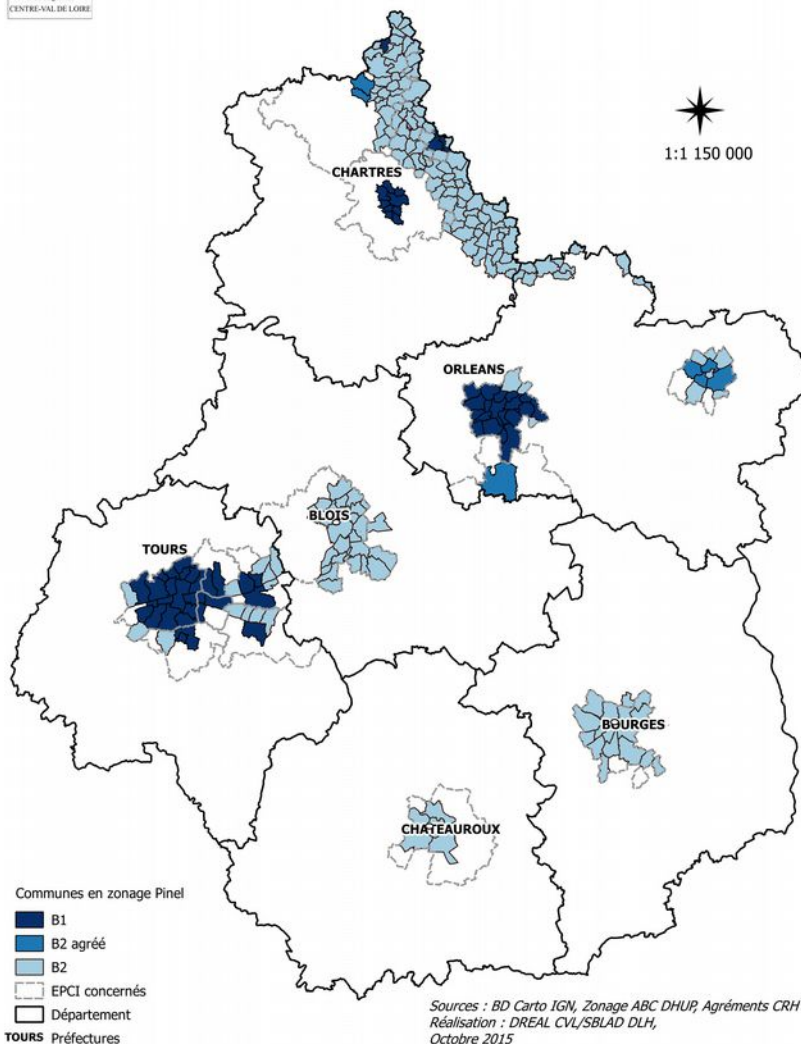 CENTRE-VAL DE LOIRE
1:1 150 000
CHARTRES
ORLEANS
BLOIS
TOURS
BOURGES
CHATEAUROUX
Communes en zonage Pinel
B1
B2 agréé
B2
EPCI concernés
Département
TOURS Préfectures
Sources : BD Carto IGN, Zonage ABC DHUP, Agréments CRH
Réalisation : DREAL CVL/SBLAD DLH,
Octobre 2015